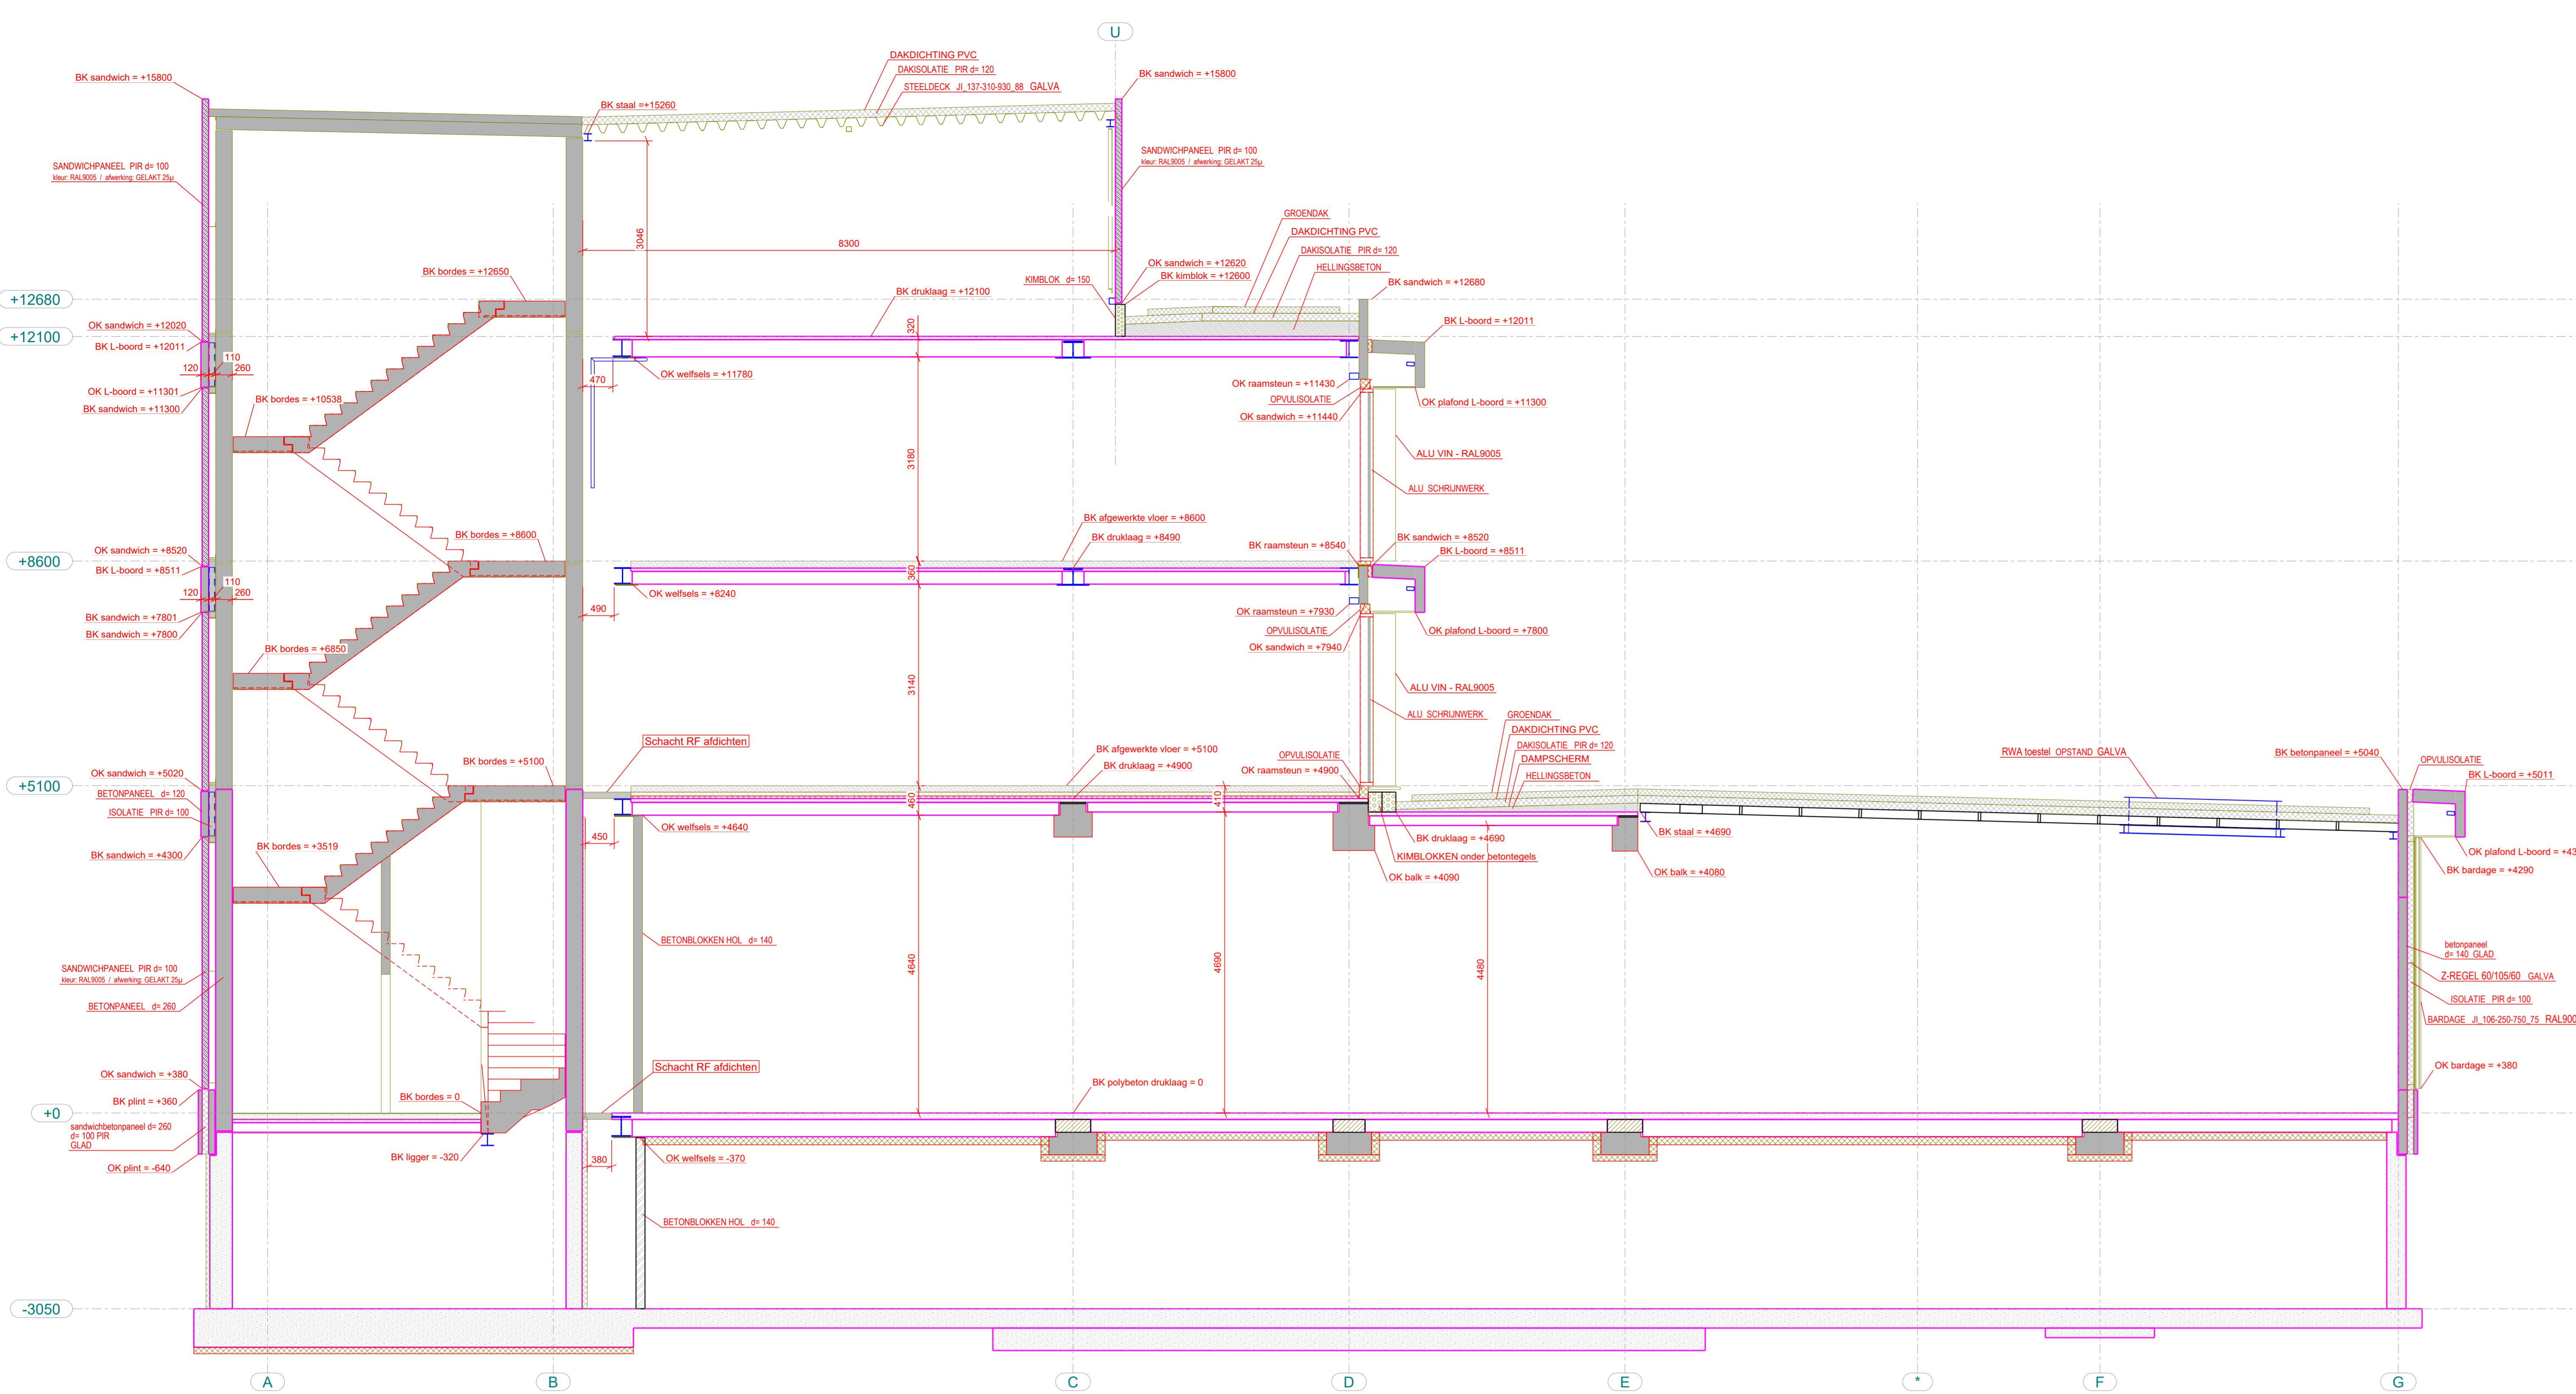 U
DAKDICHTING PVC
DAKISOLATIE PIR d= 120
STEELDECK JI_137-310-930_88 GALVA
BK sandwich = +15800
BK sandwich = +15800
BK staal =+15260
SANDWICHPANEEL PIR d= 100
kleur: RAL9005 / afwerking: GELAKT 25µ
SANDWICHPANEEL PIR d= 100
kleur: RAL9005 / afwerking: GELAKT 25µ
3046
8300
GROENDAK
DAKDICHTING PVC
DAKISOLATIE PIR d= 120
HELLINGSBETON
OK sandwich = +12620
BK kimblok = +12600
KIMBLOK d= 150
BK sandwich = +12680
BK bordes = +12650
BK druklaag = +12100
+12680
+12100
OK sandwich = +12020
BK L-boord = +12011
110
120
260
OK L-boord = +11301
BK sandwich = +11300
BK bordes = +10538
320
470
OK welfsels = +11780
BK L-boord = +12011
OK raamsteun = +11430
OPVULISOLATIE
OK sandwich = +11440
OK plafond L-boord = +11300
3180
ALU VIN - RAL9005
ALU SCHRIJNWERK
BK afgewerkte vloer = +8600
BK druklaag = +8490
BK bordes = +8600
BK raamsteun = +8540
BK sandwich = +8520
BK L-boord = +8511
+8600
OK sandwich = +8520
BK L-boord = +8511
110
120
260
BK sandwich = +7801
BK sandwich = +7800
360
490
OK welfsels = +8240
OK raamsteun = +7930
OPVULISOLATIE
OK sandwich = +7940
OK plafond L-boord = +7800
BK bordes = +6850
3140
ALU VIN - RAL9005
ALU SCHRIJNWERK
Schacht RF afdichten
BK bordes = +5100
BK afgewerkte vloer = +5100
BK druklaag = +4900
OPVULISOLATIE
OK raamsteun = +4900
GROENDAK
DAKDICHTING PVC
DAKISOLATIE PIR d= 120
DAMPSCHERM
HELLINGSBETON
RWA toestel OPSTAND GALVA
BK betonpaneel = +5040
OPVULISOLATIE
BK L-boord = +5011
+5100
OK sandwich = +5020
BETONPANEEL d= 120
ISOLATIE PIR d= 100
BK sandwich = +4300
460
410
450
OK welfsels = +4640
BK druklaag = +4690
KIMBLOKKEN onder betontegels
OK balk = +4090
BK staal = +4690
OK balk = +4080
OK plafond L-boord = +43
BK bardage = +4290
BK bordes = +3519
BETONBLOKKEN HOL d= 140
4640
4690
4480
betonpaneel
d= 140 GLAD
Z-REGEL 60/105/60 GALVA
ISOLATIE PIR d= 100
BARDAGE JI_106-250-750_75 RAL900
SANDWICHPANEEL PIR d= 100
kleur: RAL9005 / afwerking: GELAKT 25µ
BETONPANEEL d= 260
OK sandwich = +380
BK plint = +360
Schacht RF afdichten
BK polybeton druklaag = 0
OK bardage = +380
BK bordes = 0
+0
sandwichbetonpaneel d= 260
d= 100 PIR
GLAD
OK plint = -640
BK ligger = -320
380
OK welfsels = -370
BETONBLOKKEN HOL d= 140
-3050
A
B
C
D
E
*
F
G